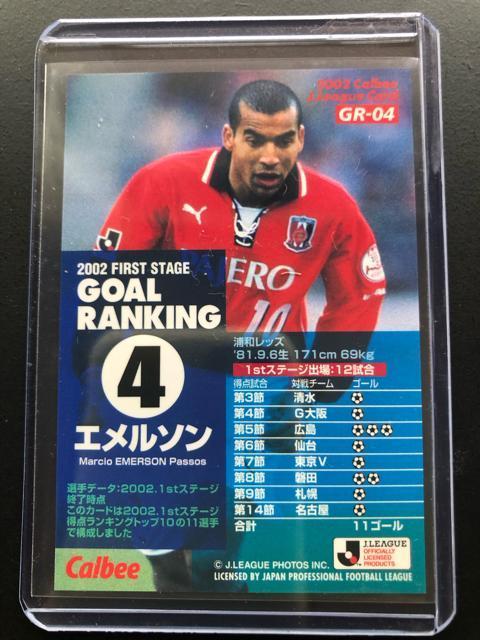 2002 Calbee
J.League Card
GR-04
AJERO
10
2002 FIRST STAGE
GOAL
RANKING
4
エメルソン
Marcio EMERSON Passos
選手データ:2002.1stステージ
終了時点
このカードは2002.1stステージ
得点ランキングトップ10の11選手
で構成しました
Calbee
浦和レッズ
'81.9.6生 171cm 69kg
1stステージ出場:12試合
得点試合 対戦チーム ゴール
第3節 清水
第4節 G大阪
第5節 広島
第6節 仙台
第7節 東京V
第8節 磐田
第9節 札幌
第14節 名古屋
合計 11ゴール
J.LEAGUE
OFFICIALLY
LICENSED
PRODUCTS
© J.LEAGUE PHOTOS INC.
LICENSED BY JAPAN PROFESSIONAL FOOTBALL LEAGUE